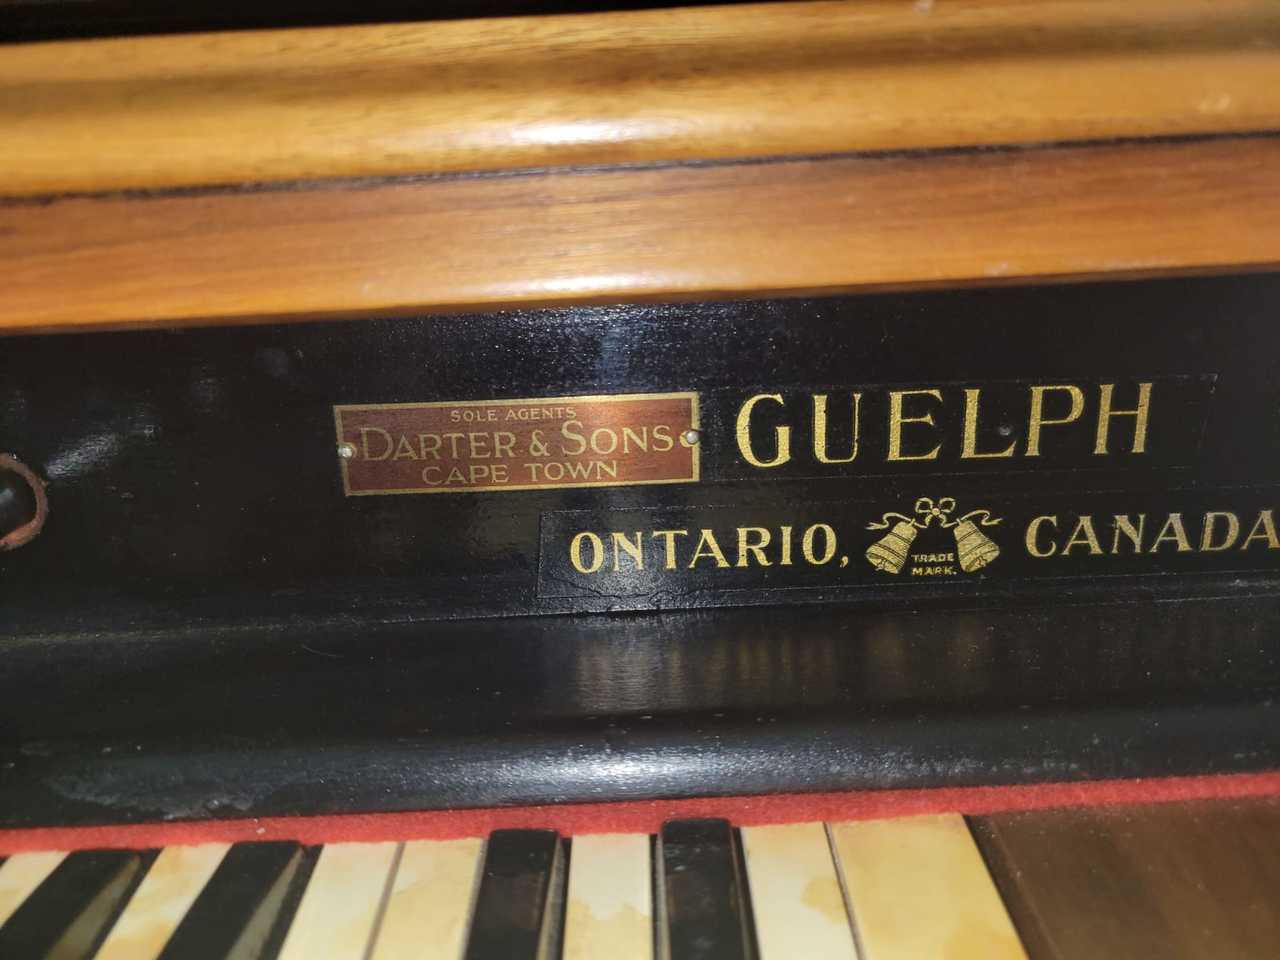 SOLE AGENTS
DARTER & SONS
CAPE TOWN
GUELPH
ONTARIO, CANADA
TRADE
MARK.